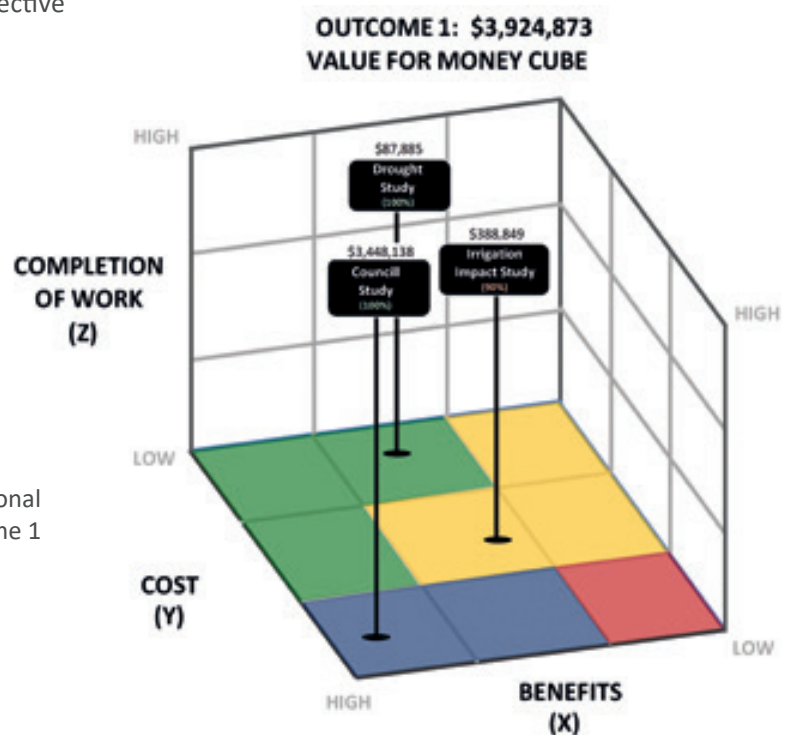 ective
OUTCOME 1: $3,924,873
VALUE FOR MONEY CUBE
HIGH
$87,885
Drought
Study
(100%)
$3,448,138
Councill
Study
(100%)
$388,849
Irrigation
Impact Study
(90%)
COMPLETION
OF WORK
(Z)
HIGH
LOW
onal
ne 1
COST
(Y)
LOW
HIGH
BENEFITS
(X)